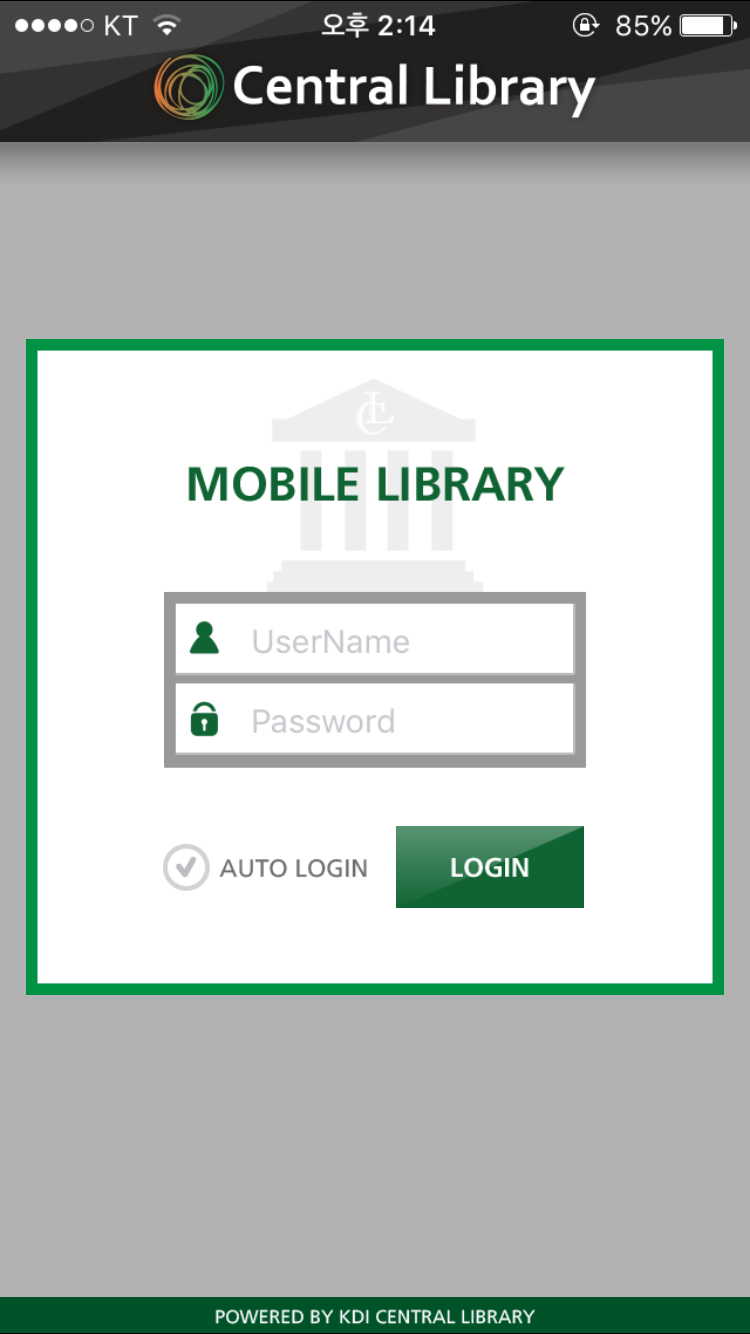 KT 오후 2:14 85%
Central Library
LC
MOBILE LIBRARY
UserName
Password
AUTO LOGIN LOGIN
POWERED BY KDI CENTRAL LIBRARY